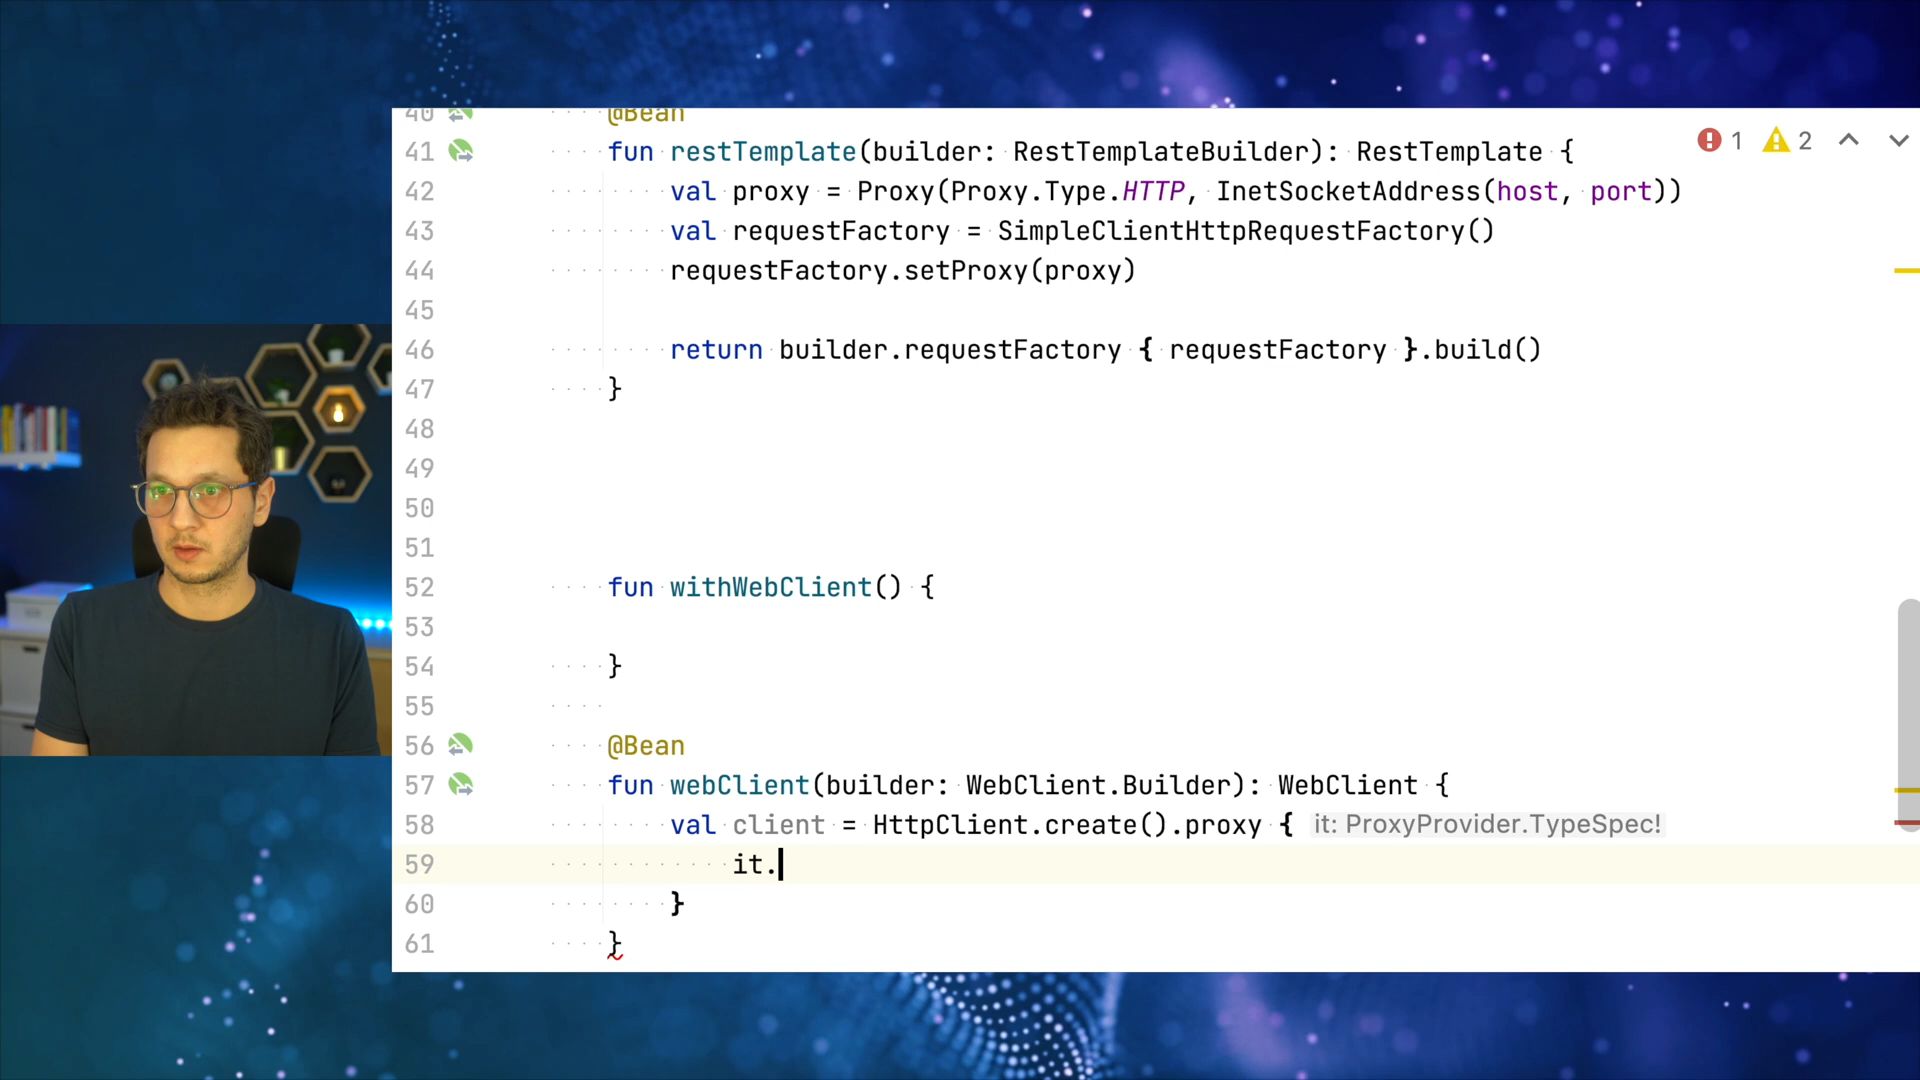 40 @Bean
41 fun restTemplate(builder: RestTemplateBuilder): RestTemplate {
42 val proxy = Proxy(Proxy.Type.HTTP, InetSocketAddress(host, port))
43 val requestFactory = SimpleClientHttpRequestFactory()
44 requestFactory.setProxy(proxy)
45
46 return builder.requestFactory { requestFactory }.build()
47 }
48
49
50
51
52 fun withWebClient() {
53
54 }
55
56 @Bean
57 fun webClient(builder: WebClient.Builder): WebClient {
58 val client = HttpClient.create().proxy { it: ProxyProvider.TypeSpec!
59 it.
60 }
61 }
1 2